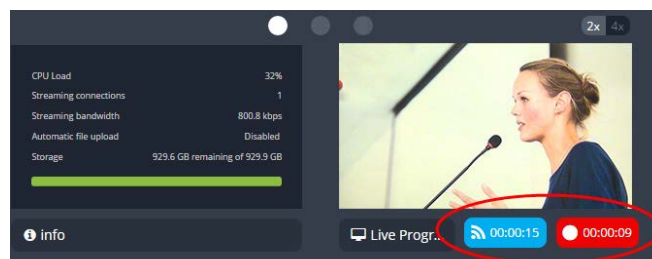 2x 4x
CPU Load 32%
Streaming connections 1
Streaming bandwidth 800.8 kbps
Automatic file upload Disabled
Storage 929.6 GB remaining of 929.9 GB
info
Live Progr... 00:00:15 00:00:09